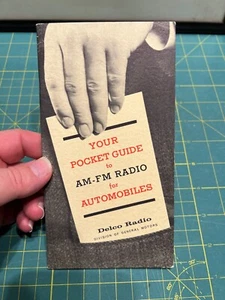 YOUR
POCKET GUIDE
to
AM-FM RADIO
for
AUTOMOBILES
Delco Radio
DIVISION OF GENERAL MOTORS